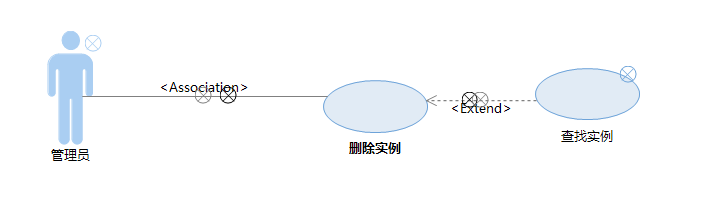 <Association>
<Extend>
查找实例
删除实例
管理员